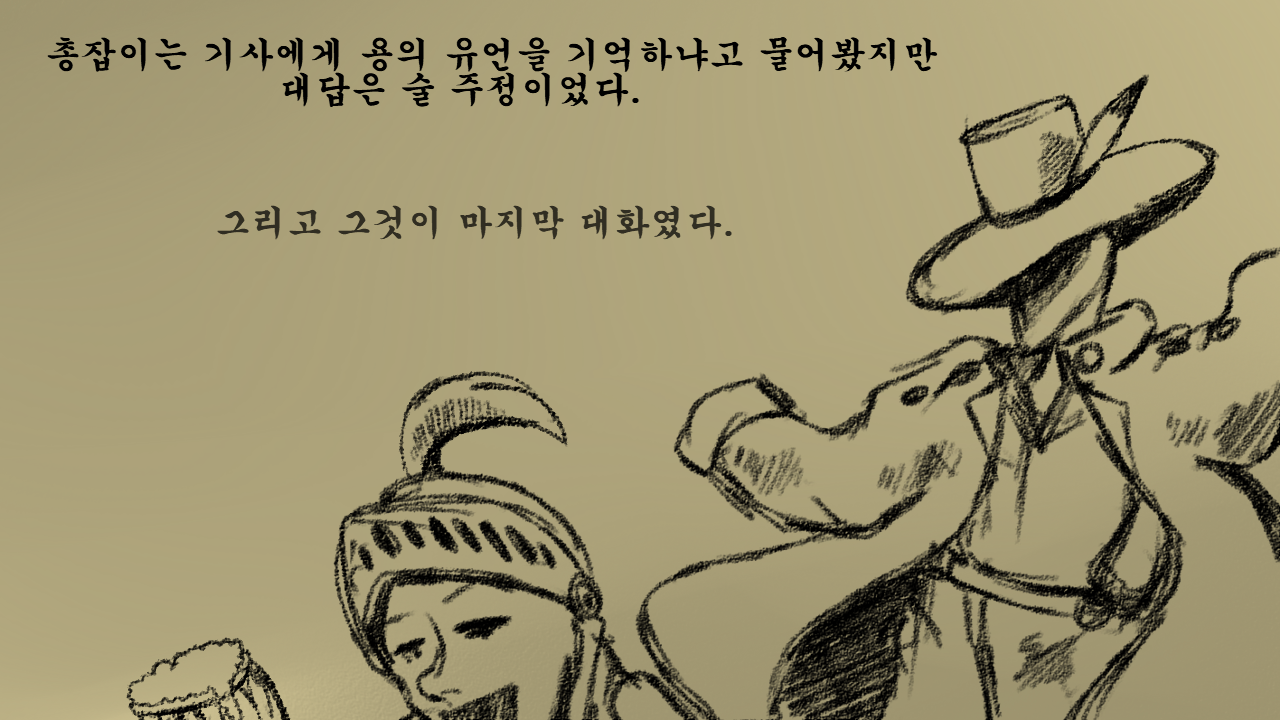 총잡이는 기사에게 용의 유언을 기억하냐고 물어봤지만
대답은 술 주정이었다.
그리고 그것이 마지막 대화였다.